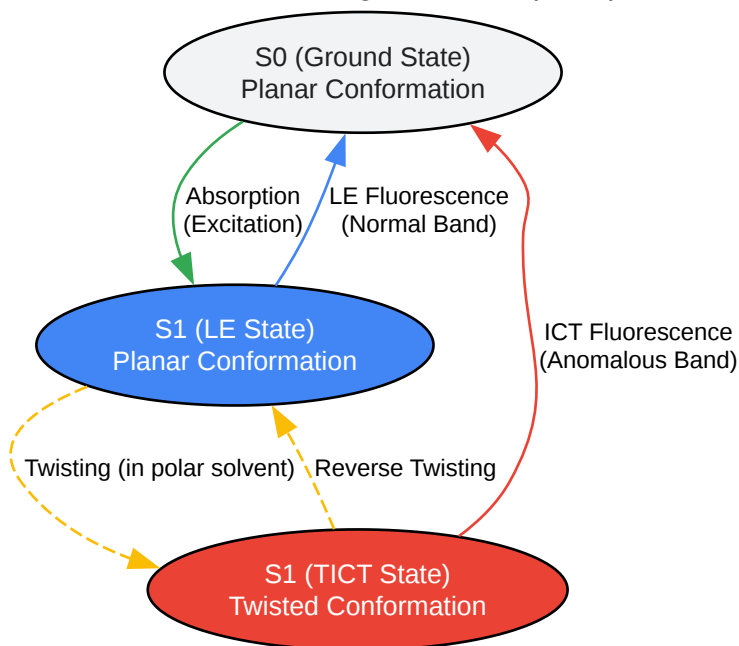 S0 (Ground State)
Planar Conformation
Absorption
(Excitation)
LE Fluorescence
(Normal Band)
S1 (LE State)
Planar Conformation
ICT Fluorescence
(Anomalous Band)
Twisting (in polar solvent)
Reverse Twisting
S1 (TICT State)
Twisted Conformation